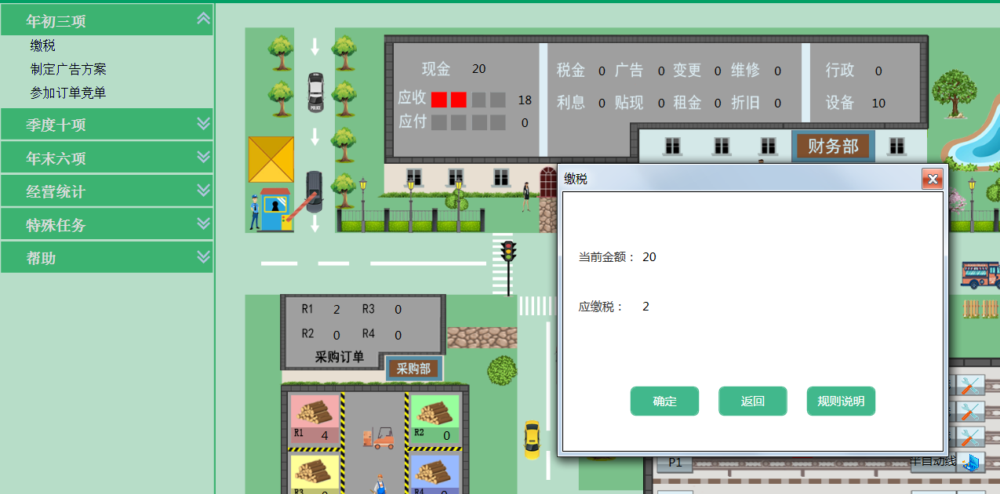 年初三项
缴税
制定广告方案
参加订单竞单
季度十项
年末六项
经营统计
特殊任务
帮助
现金 20
应收 18
应付 0
税金 0 广告 0 变更 0 维修 0
利息 0 贴现 0 租金 0 折旧 0
行政 0
设备 10
财务部
POLICE
缴税
当前金额： 20
应缴税： 2
确定 返回 规则说明
R1 2 R3 0
R2 0 R4 0
采购订单
采购部
R1 4
R2 0
R3 0
R4 0
P1
半自动线